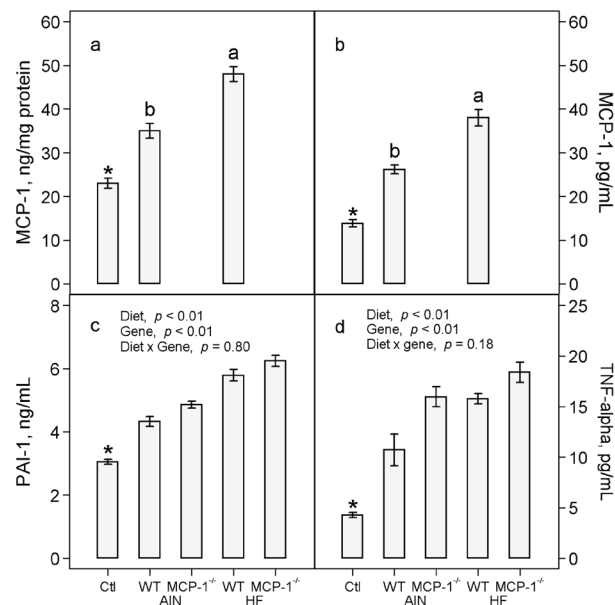 a
MCP-1, ng/mg protein
60
50
40
30
20
10
0
*
b
a
b
MCP-1, pg/mL
60
50
40
30
20
10
0
*
b
a
c
Diet, p < 0.01
Gene, p < 0.01
Diet x Gene, p = 0.80
PAI-1, ng/mL
8
6
4
2
0
*
d
Diet, p < 0.01
Gene, p < 0.01
Diet x gene, p = 0.18
TNF-alpha, pg/mL
25
20
15
10
5
0
*
Ctl WT MCP-1-/- WT MCP-1-/-
AIN HF
Ctl WT MCP-1-/- WT MCP-1-/-
AIN HF